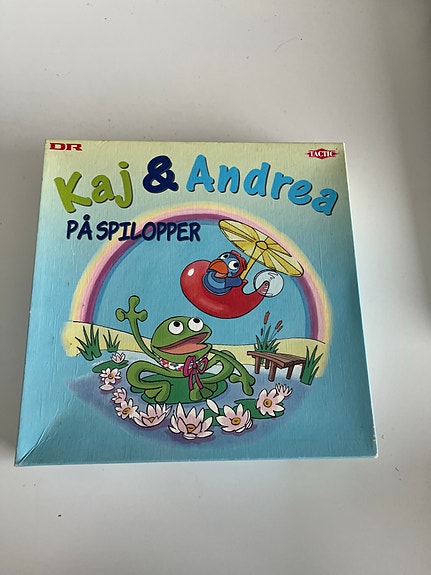 DR
TACTIC
Kaj & Andrea
PÅ SPILOPPER